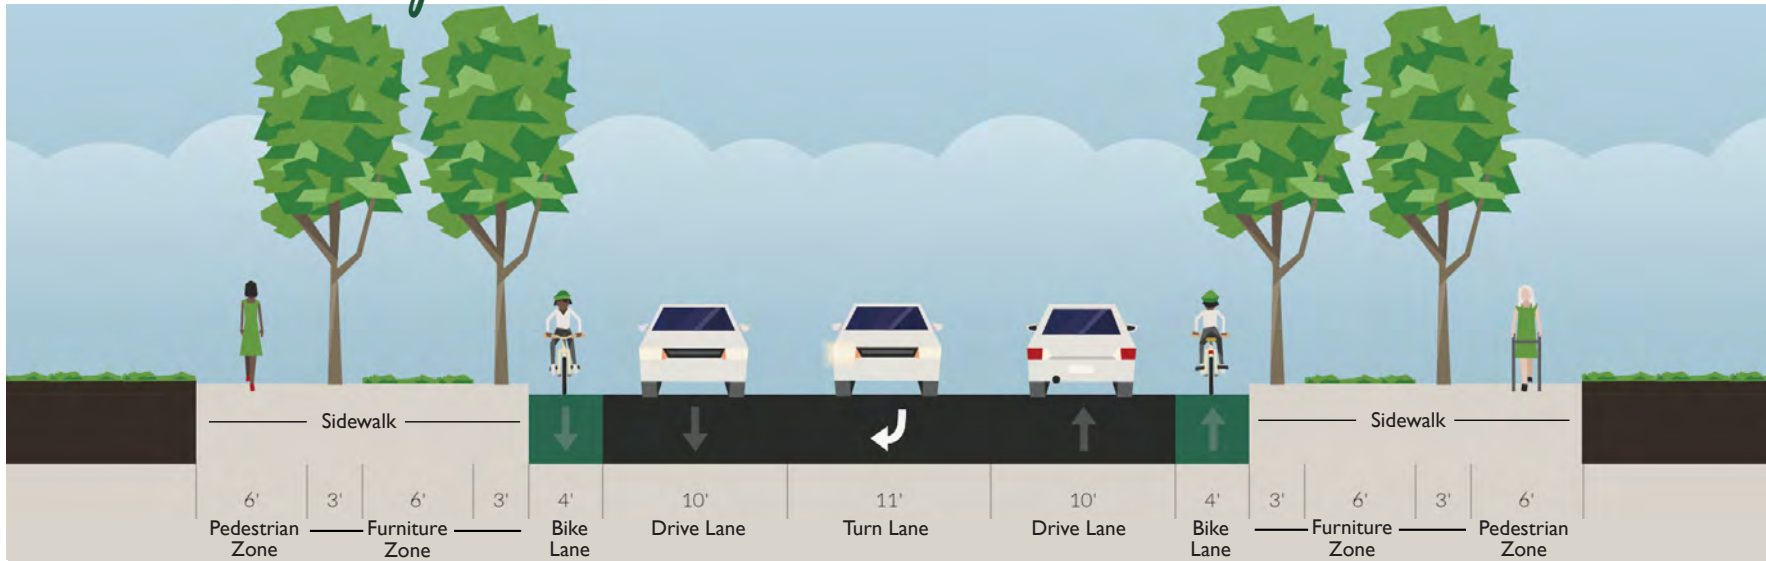 Sidewalk
Sidewalk
6' 3' 6' 3' 4' 10' 11' 10' 4' 3' 6' 3' 6'
Pedestrian
Zone
Furniture
Zone
Bike
Lane
Drive Lane
Turn Lane
Drive Lane
Bike
Lane
Furniture
Zone
Pedestrian
Zone